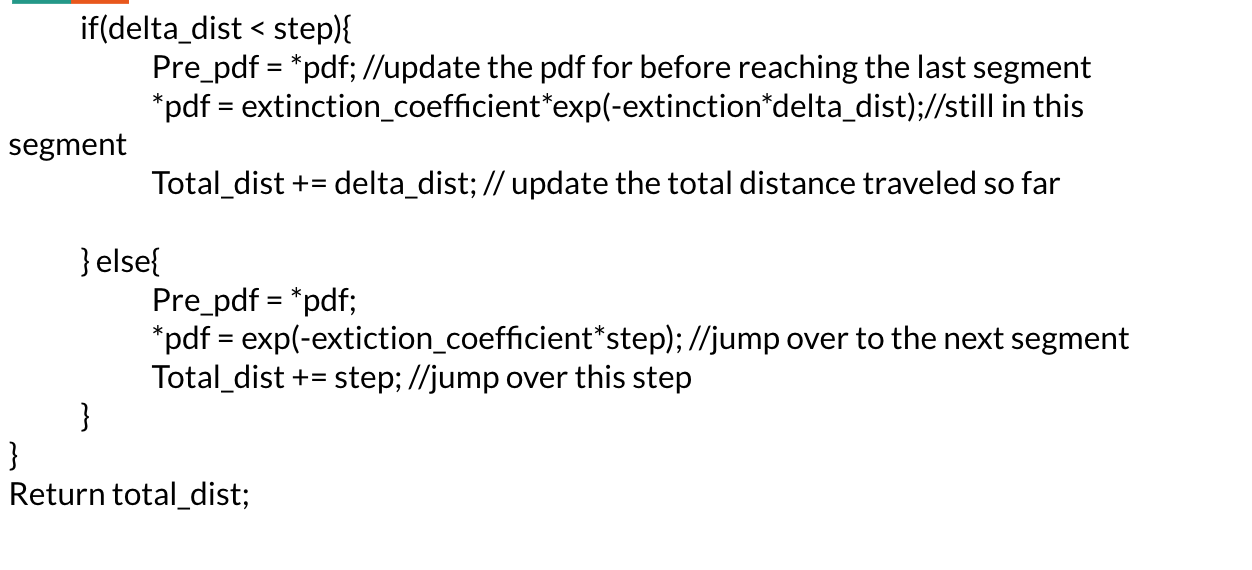 if(delta_dist < step){
Pre_pdf = *pdf; //update the pdf for before reaching the last segment
*pdf = extinction_coefficient*exp(-extinction*delta_dist);//still in this
segment
Total_dist += delta_dist; // update the total distance traveled so far
} else{
Pre_pdf = *pdf;
*pdf = exp(-extiction_coefficient*step); //jump over to the next segment
Total_dist += step; //jump over this step
}
}
Return total_dist;